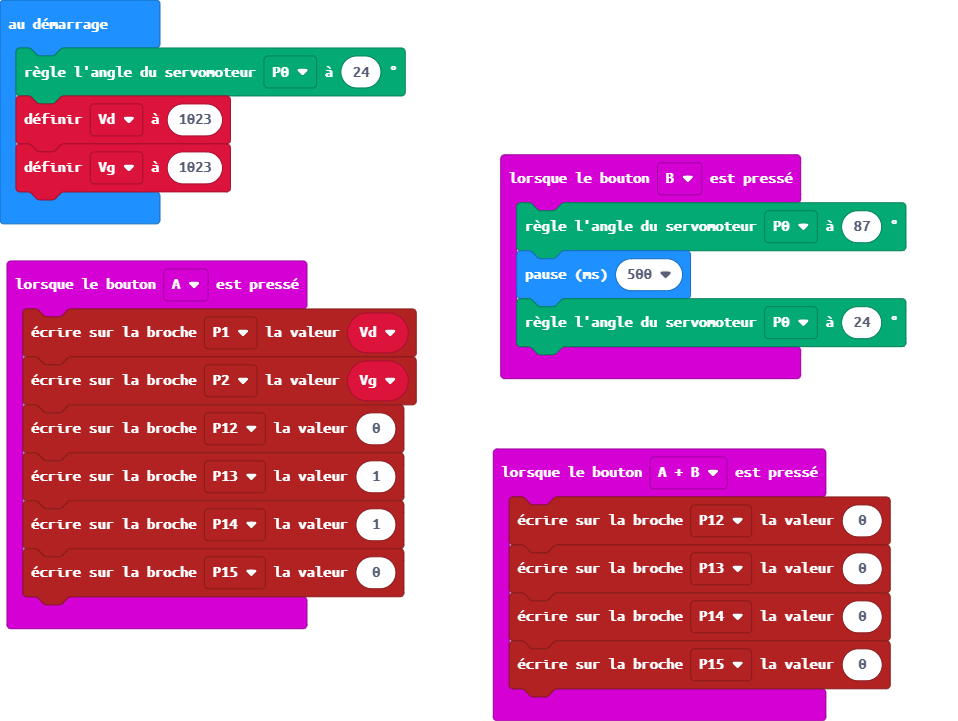 au démarrage
règle l'angle du servomoteur P0 à 24 °
définir Vd à 1023
définir Vg à 1023
lorsque le bouton A est pressé
écrire sur la broche P1 la valeur Vd
écrire sur la broche P2 la valeur Vg
écrire sur la broche P12 la valeur 0
écrire sur la broche P13 la valeur 1
écrire sur la broche P14 la valeur 1
écrire sur la broche P15 la valeur 0
lorsque le bouton B est pressé
règle l'angle du servomoteur P0 à 87 °
pause (ms) 500
règle l'angle du servomoteur P0 à 24 °
lorsque le bouton A + B est pressé
écrire sur la broche P12 la valeur 0
écrire sur la broche P13 la valeur 0
écrire sur la broche P14 la valeur 0
écrire sur la broche P15 la valeur 0